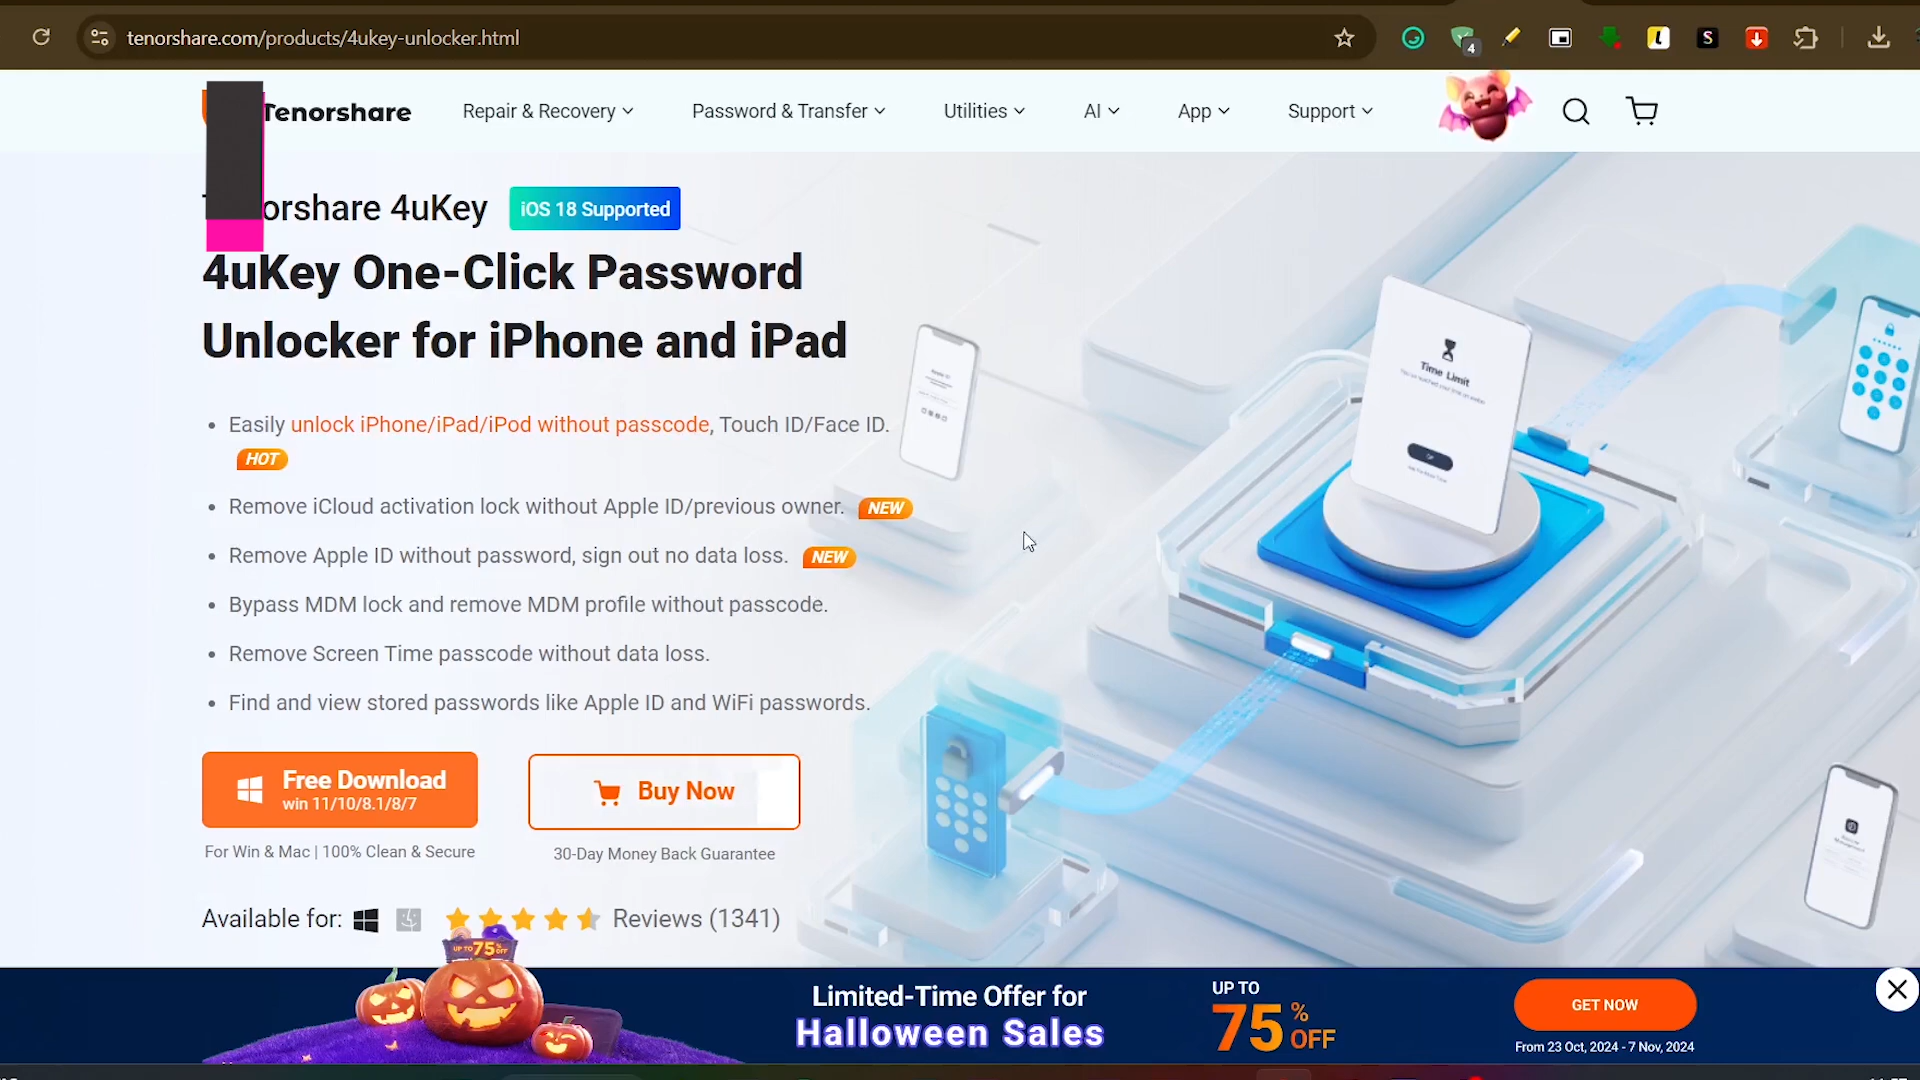 tenorshare.com/products/4ukey-unlocker.html
4
Tenorshare
Repair & Recovery
Password & Transfer
Utilities
AI
App
Support
orshare 4uKey
iOS 18 Supported
4uKey One-Click Password
Unlocker for iPhone and iPad
Easily unlock iPhone/iPad/iPod without passcode, Touch ID/Face ID.
HOT
Remove iCloud activation lock without Apple ID/previous owner. NEW
Remove Apple ID without password, sign out no data loss. NEW
Bypass MDM lock and remove MDM profile without passcode.
Remove Screen Time passcode without data loss.
Find and view stored passwords like Apple ID and WiFi passwords.
Time Limit
Free Download
win 11/10/8.1/8/7
Buy Now
For Win & Mac | 100% Clean & Secure
30-Day Money Back Guarantee
Available for:
Reviews (1341)
UP TO 75% OFF
Limited-Time Offer for
Halloween Sales
UP TO
75% OFF
GET NOW
From 23 Oct, 2024 - 7 Nov, 2024